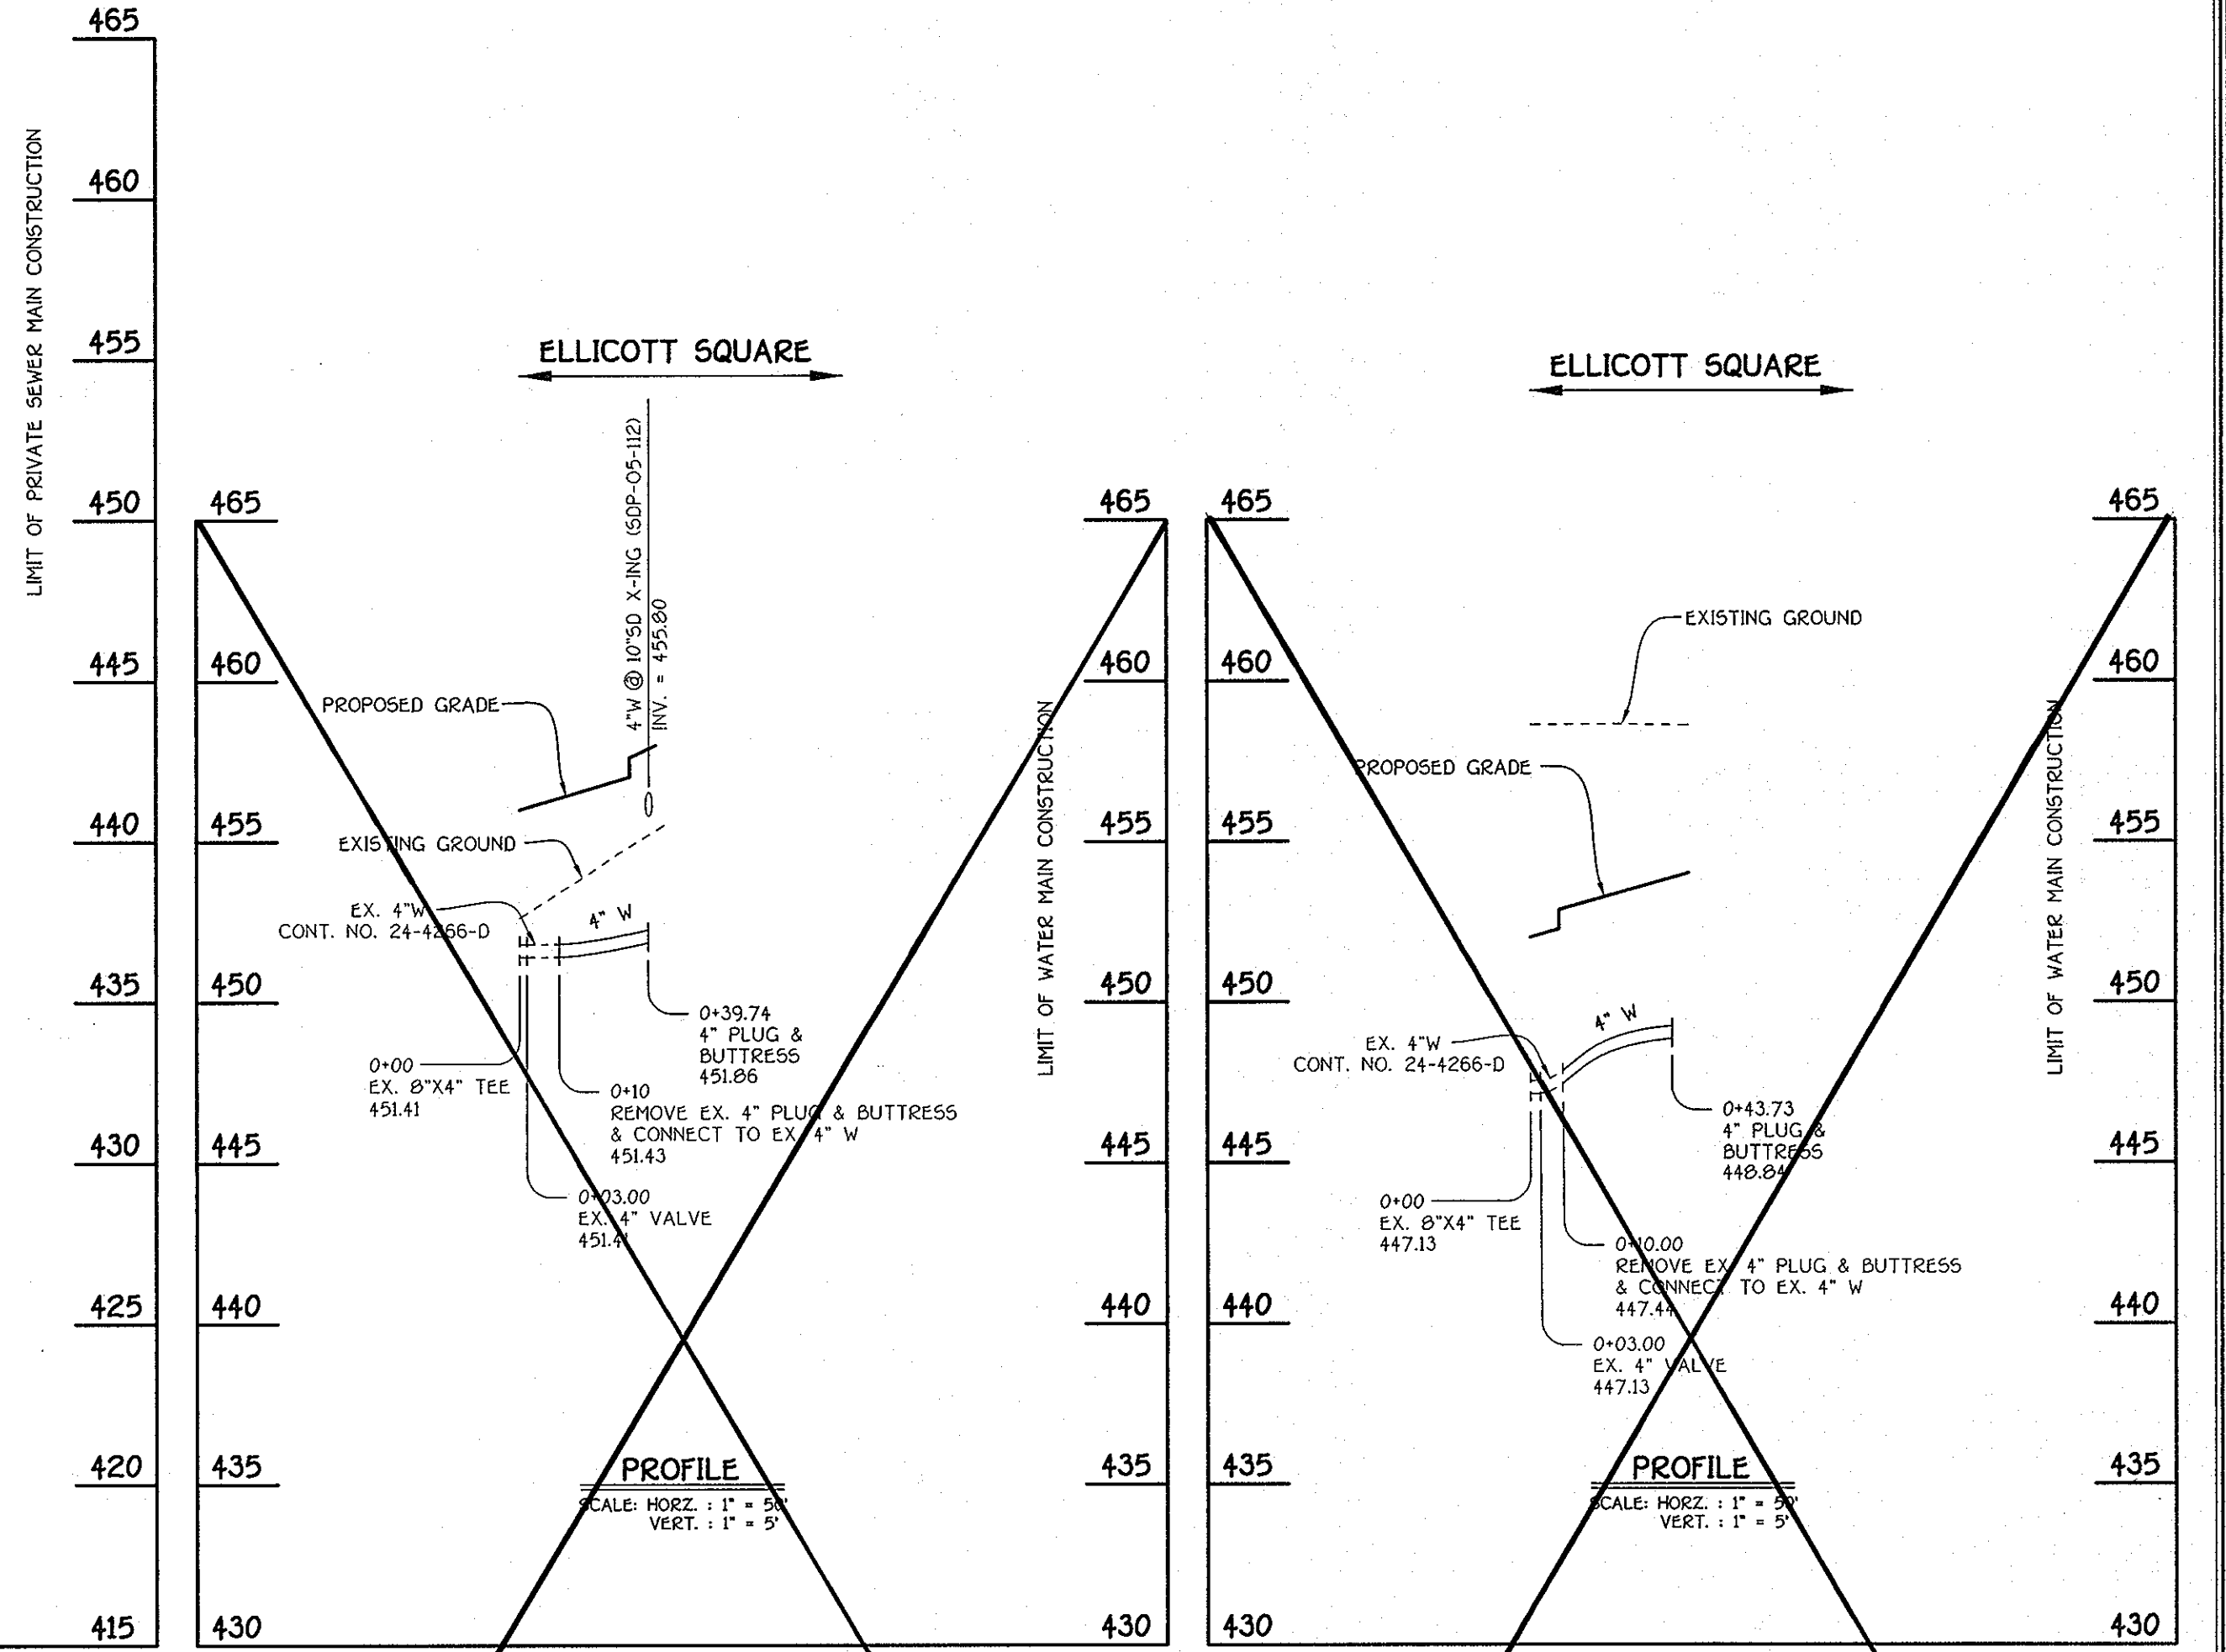 465
460
455
450
445
440
435
430
425
420
415
LIMIT OF PRIVATE SEWER MAIN CONSTRUCTION
ELLICOTT SQUARE
465
460
455
450
445
440
435
430
4"W @ 10"SD X-ING (SDP-05-112)
INV. = 455.80
PROPOSED GRADE
EXISTING GROUND
EX. 4"W
CONT. NO. 24-4266-D
4" W
0+00
EX. 8"X4" TEE
451.41
0+39.74
4" PLUG &
BUTTRESS
451.86
0+10
REMOVE EX. 4" PLUG & BUTTRESS
& CONNECT TO EX. 4" W
451.43
0+03.00
EX. 4" VALVE
451.41
PROFILE
SCALE: HORZ. : 1" = 50'
VERT. : 1" = 5'
LIMIT OF WATER MAIN CONSTRUCTION
465
460
455
450
445
440
435
430
ELLICOTT SQUARE
465
460
455
450
445
440
435
430
EXISTING GROUND
PROPOSED GRADE
EX. 4"W
CONT. NO. 24-4266-D
4" W
0+00
EX. 8"X4" TEE
447.13
0+43.73
4" PLUG &
BUTTRESS
448.84
0+10.00
REMOVE EX. 4" PLUG & BUTTRESS
& CONNECT TO EX. 4" W
447.44
0+03.00
EX. 4" VALVE
447.13
PROFILE
SCALE: HORZ. : 1" = 50'
VERT. : 1" = 5'
LIMIT OF WATER MAIN CONSTRUCTION
465
460
455
450
445
440
435
430